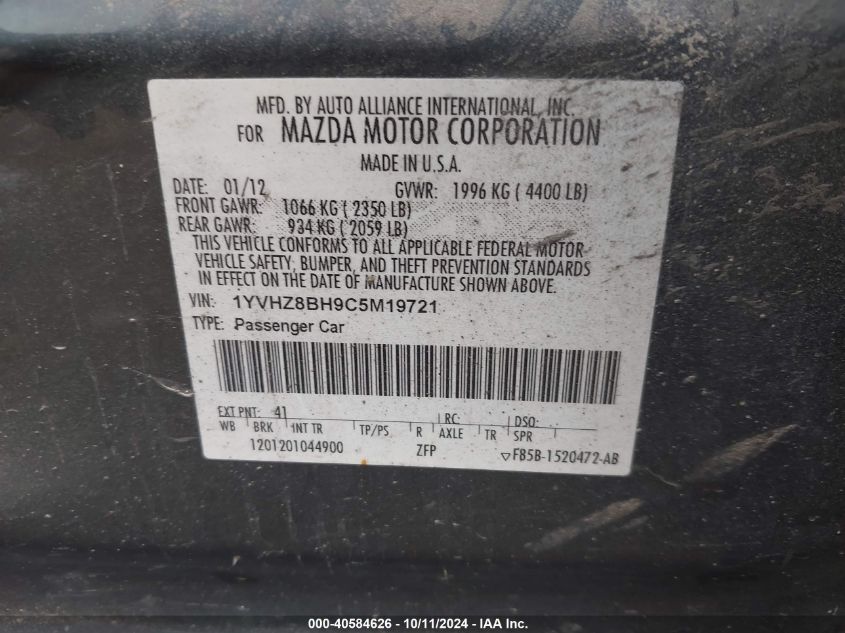 MFD. BY AUTO ALLIANCE INTERNATIONAL, INC.
FOR MAZDA MOTOR CORPORATION
MADE IN U.S.A.
DATE: 01/12 GVWR: 1996 KG ( 4400 LB)
FRONT GAWR: 1066 KG ( 2350 LB)
REAR GAWR: 934 KG ( 2059 LB)
THIS VEHICLE CONFORMS TO ALL APPLICABLE FEDERAL MOTOR
VEHICLE SAFETY, BUMPER, AND THEFT PREVENTION STANDARDS
IN EFFECT ON THE DATE OF MANUFACTURE SHOWN ABOVE.
VIN: 1YVHZ8BH9C5M19721
TYPE: Passenger Car
EXT PNT: 41 RC: DSO:
WB BRK INT TR TP/PS R AXLE TR SPR
1201201044900 ZFP ▽F85B-1520472-AB
000-40584626 - 10/11/2024 - IAA Inc.